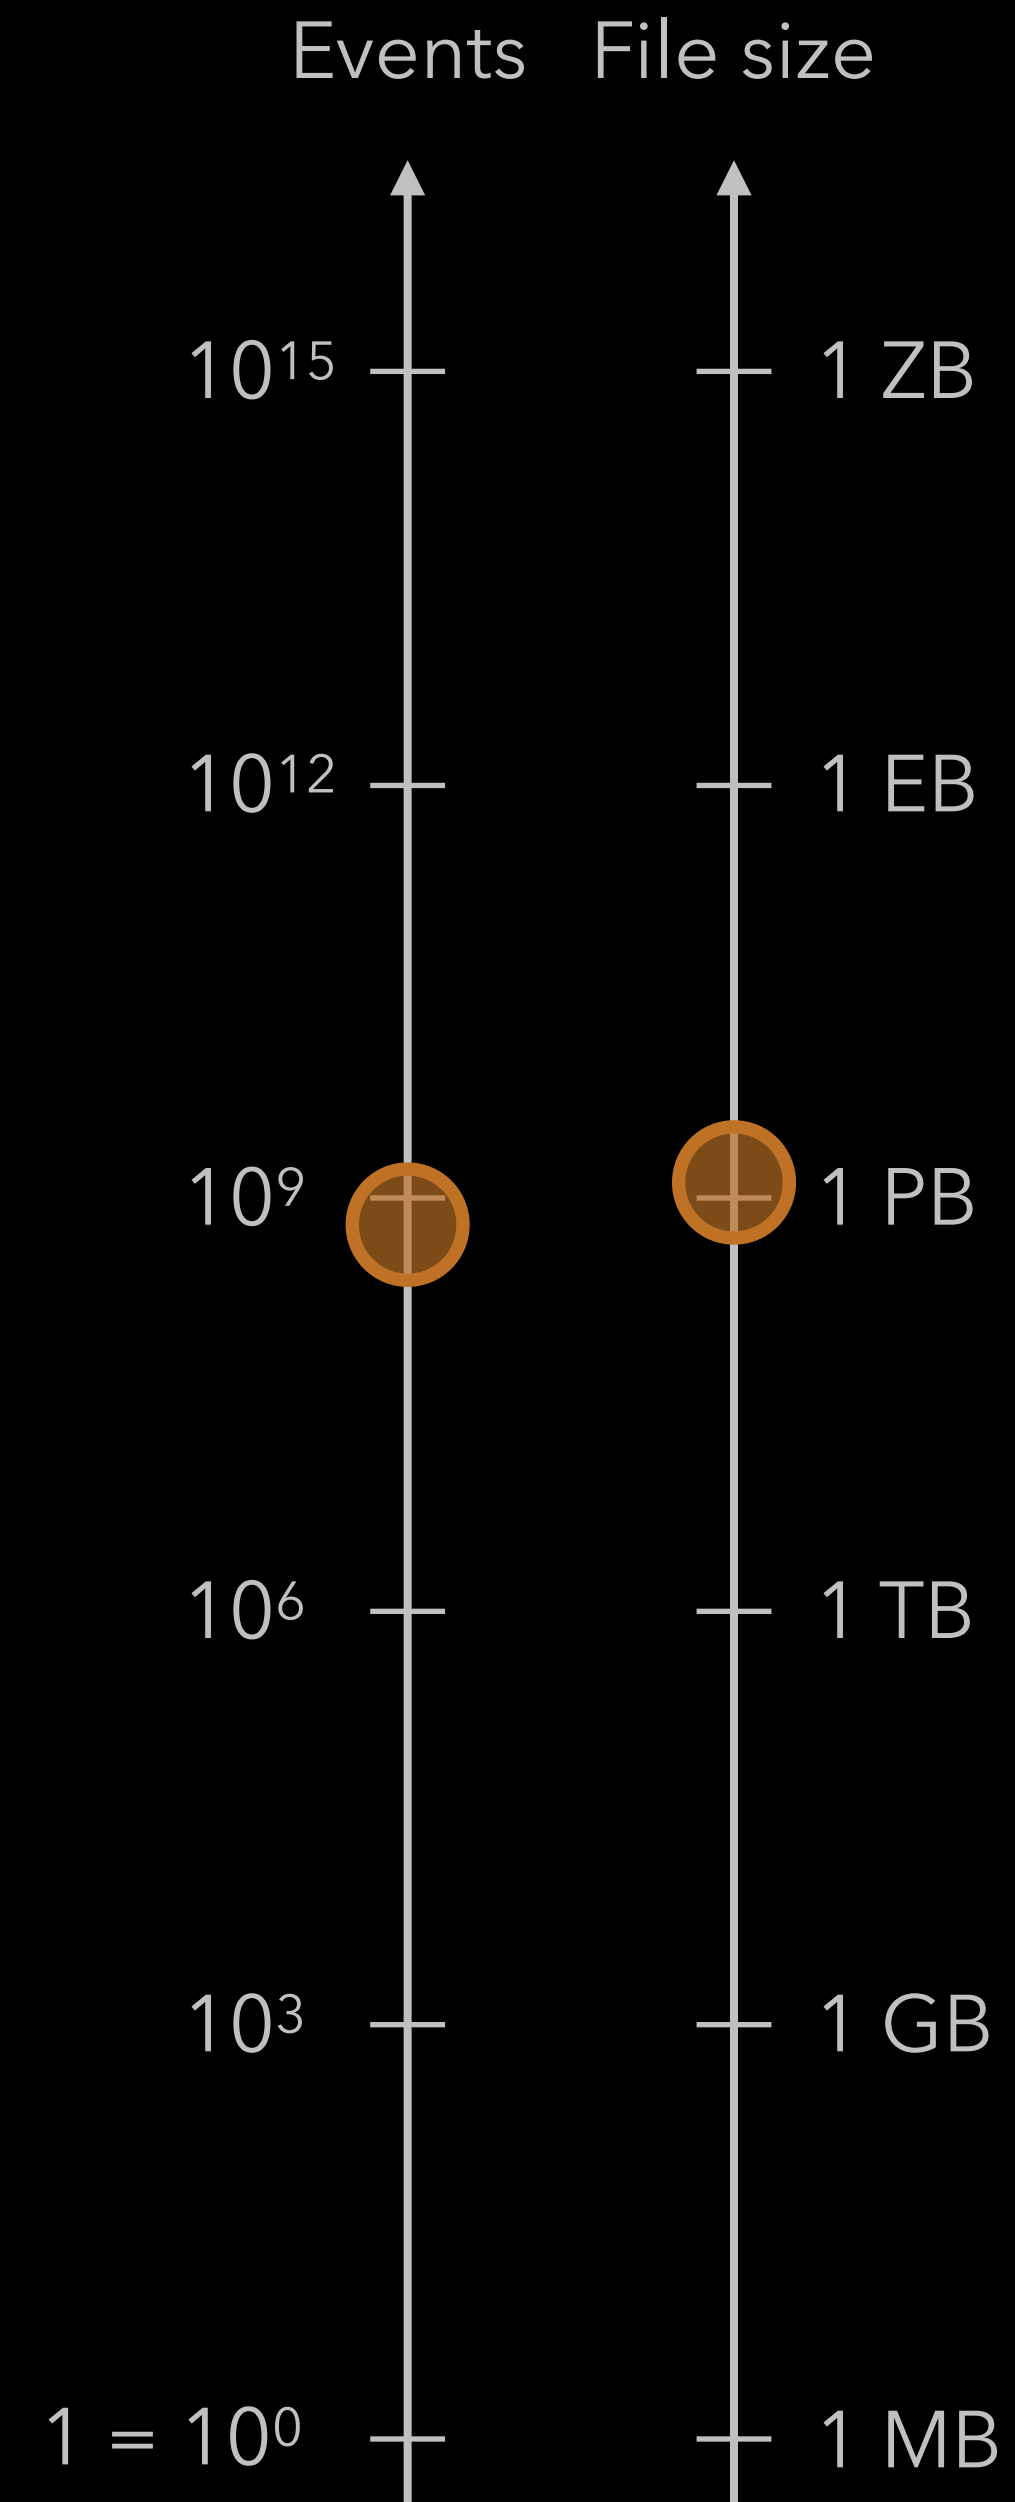 Events File size
10¹⁵ 1 ZB
10¹² 1 EB
10⁹ 1 PB
10⁶ 1 TB
10³ 1 GB
1 = 10⁰ 1 MB